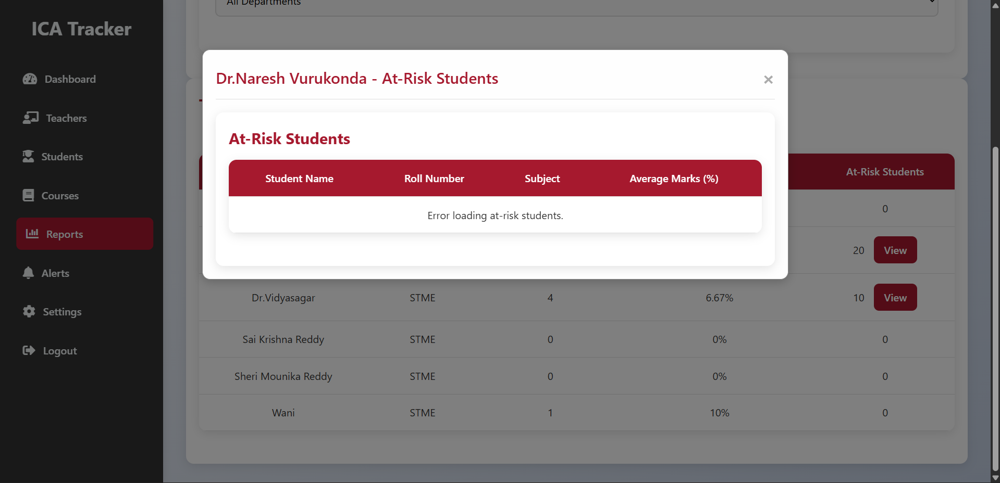 ICA Tracker
Dashboard
Teachers
Students
Courses
Reports
Alerts
Settings
Logout
All Departments
Dr.Naresh Vurukonda - At-Risk Students ×
At-Risk Students
Student Name Roll Number Subject Average Marks (%)
Error loading at-risk students.
At-Risk Students
0
20 View
Dr.Vidyasagar STME 4 6.67% 10 View
Sai Krishna Reddy STME 0 0% 0
Sheri Mounika Reddy STME 0 0% 0
Wani STME 1 10% 0